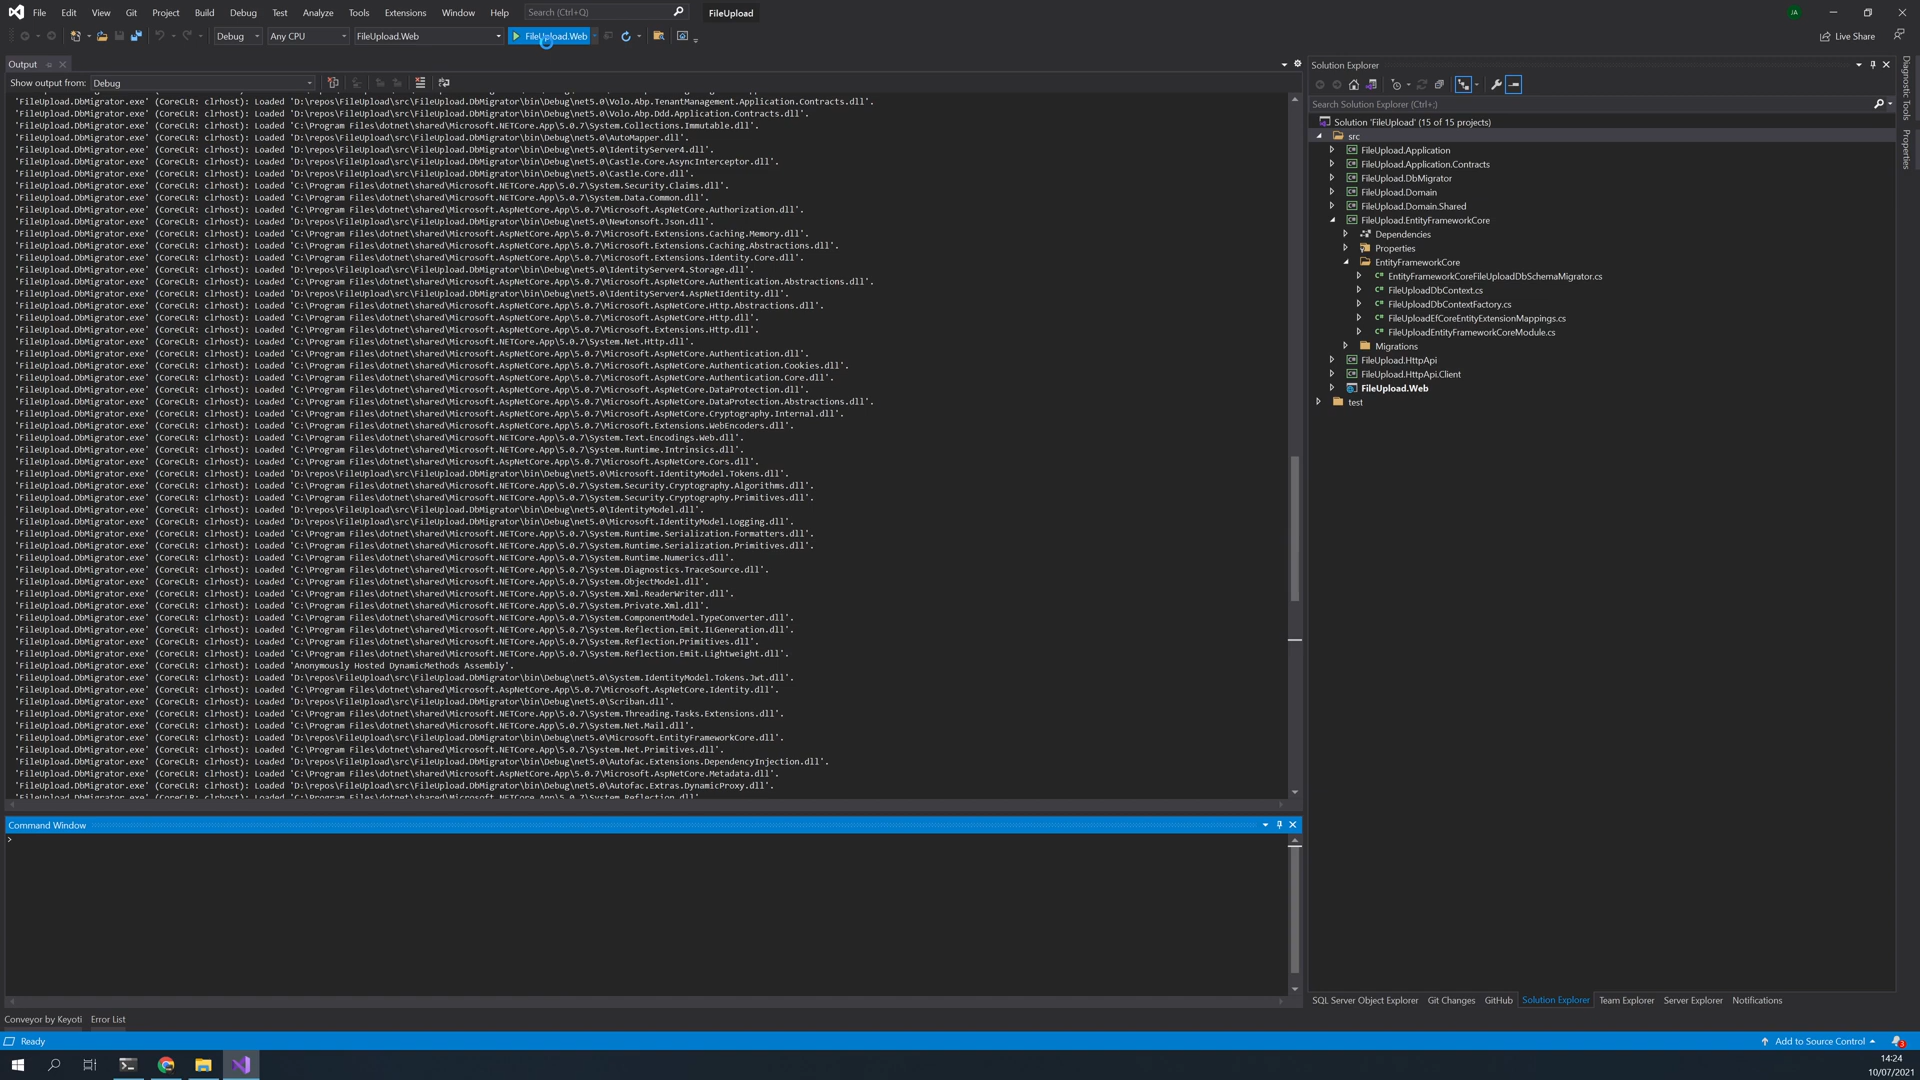 File Edit View Git Project Build Debug Test Analyze Tools Extensions Window Help Search (Ctrl+Q) FileUpload JA
Debug Any CPU FileUpload.Web FileUpload.Web Live Share
Output
Show output from: Debug
'FileUpload.DbMigrator.exe' (CoreCLR: clrhost): Loaded 'D:\repos\FileUpload\src\FileUpload.DbMigrator\bin\Debug\net5.0\Volo.Abp.TenantManagement.Application.Contracts.dll'.
'FileUpload.DbMigrator.exe' (CoreCLR: clrhost): Loaded 'D:\repos\FileUpload\src\FileUpload.DbMigrator\bin\Debug\net5.0\Volo.Abp.Ddd.Application.Contracts.dll'.
'FileUpload.DbMigrator.exe' (CoreCLR: clrhost): Loaded 'C:\Program Files\dotnet\shared\Microsoft.NETCore.App\5.0.7\System.Collections.Immutable.dll'.
'FileUpload.DbMigrator.exe' (CoreCLR: clrhost): Loaded 'D:\repos\FileUpload\src\FileUpload.DbMigrator\bin\Debug\net5.0\AutoMapper.dll'.
'FileUpload.DbMigrator.exe' (CoreCLR: clrhost): Loaded 'D:\repos\FileUpload\src\FileUpload.DbMigrator\bin\Debug\net5.0\IdentityServer4.dll'.
'FileUpload.DbMigrator.exe' (CoreCLR: clrhost): Loaded 'D:\repos\FileUpload\src\FileUpload.DbMigrator\bin\Debug\net5.0\Castle.Core.AsyncInterceptor.dll'.
'FileUpload.DbMigrator.exe' (CoreCLR: clrhost): Loaded 'D:\repos\FileUpload\src\FileUpload.DbMigrator\bin\Debug\net5.0\Castle.Core.dll'.
'FileUpload.DbMigrator.exe' (CoreCLR: clrhost): Loaded 'C:\Program Files\dotnet\shared\Microsoft.NETCore.App\5.0.7\System.Security.Claims.dll'.
'FileUpload.DbMigrator.exe' (CoreCLR: clrhost): Loaded 'C:\Program Files\dotnet\shared\Microsoft.NETCore.App\5.0.7\System.Data.Common.dll'.
'FileUpload.DbMigrator.exe' (CoreCLR: clrhost): Loaded 'C:\Program Files\dotnet\shared\Microsoft.AspNetCore.App\5.0.7\Microsoft.AspNetCore.Authorization.dll'.
'FileUpload.DbMigrator.exe' (CoreCLR: clrhost): Loaded 'D:\repos\FileUpload\src\FileUpload.DbMigrator\bin\Debug\net5.0\Newtonsoft.Json.dll'.
'FileUpload.DbMigrator.exe' (CoreCLR: clrhost): Loaded 'C:\Program Files\dotnet\shared\Microsoft.AspNetCore.App\5.0.7\Microsoft.Extensions.Caching.Memory.dll'.
'FileUpload.DbMigrator.exe' (CoreCLR: clrhost): Loaded 'C:\Program Files\dotnet\shared\Microsoft.AspNetCore.App\5.0.7\Microsoft.Extensions.Caching.Abstractions.dll'.
'FileUpload.DbMigrator.exe' (CoreCLR: clrhost): Loaded 'C:\Program Files\dotnet\shared\Microsoft.AspNetCore.App\5.0.7\Microsoft.Extensions.Identity.Core.dll'.
'FileUpload.DbMigrator.exe' (CoreCLR: clrhost): Loaded 'D:\repos\FileUpload\src\FileUpload.DbMigrator\bin\Debug\net5.0\IdentityServer4.Storage.dll'.
'FileUpload.DbMigrator.exe' (CoreCLR: clrhost): Loaded 'C:\Program Files\dotnet\shared\Microsoft.AspNetCore.App\5.0.7\Microsoft.AspNetCore.Authentication.Abstractions.dll'.
'FileUpload.DbMigrator.exe' (CoreCLR: clrhost): Loaded 'D:\repos\FileUpload\src\FileUpload.DbMigrator\bin\Debug\net5.0\IdentityServer4.AspNetIdentity.dll'.
'FileUpload.DbMigrator.exe' (CoreCLR: clrhost): Loaded 'C:\Program Files\dotnet\shared\Microsoft.AspNetCore.App\5.0.7\Microsoft.AspNetCore.Http.Abstractions.dll'.
'FileUpload.DbMigrator.exe' (CoreCLR: clrhost): Loaded 'C:\Program Files\dotnet\shared\Microsoft.AspNetCore.App\5.0.7\Microsoft.AspNetCore.Http.dll'.
'FileUpload.DbMigrator.exe' (CoreCLR: clrhost): Loaded 'C:\Program Files\dotnet\shared\Microsoft.AspNetCore.App\5.0.7\Microsoft.Extensions.Http.dll'.
'FileUpload.DbMigrator.exe' (CoreCLR: clrhost): Loaded 'C:\Program Files\dotnet\shared\Microsoft.NETCore.App\5.0.7\System.Net.Http.dll'.
'FileUpload.DbMigrator.exe' (CoreCLR: clrhost): Loaded 'C:\Program Files\dotnet\shared\Microsoft.AspNetCore.App\5.0.7\Microsoft.AspNetCore.Authentication.dll'.
'FileUpload.DbMigrator.exe' (CoreCLR: clrhost): Loaded 'C:\Program Files\dotnet\shared\Microsoft.AspNetCore.App\5.0.7\Microsoft.AspNetCore.Authentication.Cookies.dll'.
'FileUpload.DbMigrator.exe' (CoreCLR: clrhost): Loaded 'C:\Program Files\dotnet\shared\Microsoft.AspNetCore.App\5.0.7\Microsoft.AspNetCore.Authentication.Core.dll'.
'FileUpload.DbMigrator.exe' (CoreCLR: clrhost): Loaded 'C:\Program Files\dotnet\shared\Microsoft.AspNetCore.App\5.0.7\Microsoft.AspNetCore.DataProtection.dll'.
'FileUpload.DbMigrator.exe' (CoreCLR: clrhost): Loaded 'C:\Program Files\dotnet\shared\Microsoft.AspNetCore.App\5.0.7\Microsoft.AspNetCore.DataProtection.Abstractions.dll'.
'FileUpload.DbMigrator.exe' (CoreCLR: clrhost): Loaded 'C:\Program Files\dotnet\shared\Microsoft.AspNetCore.App\5.0.7\Microsoft.AspNetCore.Cryptography.Internal.dll'.
'FileUpload.DbMigrator.exe' (CoreCLR: clrhost): Loaded 'C:\Program Files\dotnet\shared\Microsoft.AspNetCore.App\5.0.7\Microsoft.Extensions.WebEncoders.dll'.
'FileUpload.DbMigrator.exe' (CoreCLR: clrhost): Loaded 'C:\Program Files\dotnet\shared\Microsoft.NETCore.App\5.0.7\System.Text.Encodings.Web.dll'.
'FileUpload.DbMigrator.exe' (CoreCLR: clrhost): Loaded 'C:\Program Files\dotnet\shared\Microsoft.NETCore.App\5.0.7\System.Runtime.Intrinsics.dll'.
'FileUpload.DbMigrator.exe' (CoreCLR: clrhost): Loaded 'C:\Program Files\dotnet\shared\Microsoft.AspNetCore.App\5.0.7\Microsoft.AspNetCore.Cors.dll'.
'FileUpload.DbMigrator.exe' (CoreCLR: clrhost): Loaded 'D:\repos\FileUpload\src\FileUpload.DbMigrator\bin\Debug\net5.0\Microsoft.IdentityModel.Tokens.dll'.
'FileUpload.DbMigrator.exe' (CoreCLR: clrhost): Loaded 'C:\Program Files\dotnet\shared\Microsoft.NETCore.App\5.0.7\System.Security.Cryptography.Algorithms.dll'.
'FileUpload.DbMigrator.exe' (CoreCLR: clrhost): Loaded 'C:\Program Files\dotnet\shared\Microsoft.NETCore.App\5.0.7\System.Security.Cryptography.Primitives.dll'.
'FileUpload.DbMigrator.exe' (CoreCLR: clrhost): Loaded 'D:\repos\FileUpload\src\FileUpload.DbMigrator\bin\Debug\net5.0\IdentityModel.dll'.
'FileUpload.DbMigrator.exe' (CoreCLR: clrhost): Loaded 'D:\repos\FileUpload\src\FileUpload.DbMigrator\bin\Debug\net5.0\Microsoft.IdentityModel.Logging.dll'.
'FileUpload.DbMigrator.exe' (CoreCLR: clrhost): Loaded 'C:\Program Files\dotnet\shared\Microsoft.NETCore.App\5.0.7\System.Runtime.Serialization.Formatters.dll'.
'FileUpload.DbMigrator.exe' (CoreCLR: clrhost): Loaded 'C:\Program Files\dotnet\shared\Microsoft.NETCore.App\5.0.7\System.Runtime.Serialization.Primitives.dll'.
'FileUpload.DbMigrator.exe' (CoreCLR: clrhost): Loaded 'C:\Program Files\dotnet\shared\Microsoft.NETCore.App\5.0.7\System.Runtime.Numerics.dll'.
'FileUpload.DbMigrator.exe' (CoreCLR: clrhost): Loaded 'C:\Program Files\dotnet\shared\Microsoft.NETCore.App\5.0.7\System.Diagnostics.TraceSource.dll'.
'FileUpload.DbMigrator.exe' (CoreCLR: clrhost): Loaded 'C:\Program Files\dotnet\shared\Microsoft.NETCore.App\5.0.7\System.ObjectModel.dll'.
'FileUpload.DbMigrator.exe' (CoreCLR: clrhost): Loaded 'C:\Program Files\dotnet\shared\Microsoft.NETCore.App\5.0.7\System.Xml.ReaderWriter.dll'.
'FileUpload.DbMigrator.exe' (CoreCLR: clrhost): Loaded 'C:\Program Files\dotnet\shared\Microsoft.NETCore.App\5.0.7\System.Private.Xml.dll'.
'FileUpload.DbMigrator.exe' (CoreCLR: clrhost): Loaded 'C:\Program Files\dotnet\shared\Microsoft.NETCore.App\5.0.7\System.ComponentModel.TypeConverter.dll'.
'FileUpload.DbMigrator.exe' (CoreCLR: clrhost): Loaded 'C:\Program Files\dotnet\shared\Microsoft.NETCore.App\5.0.7\System.Reflection.Emit.ILGeneration.dll'.
'FileUpload.DbMigrator.exe' (CoreCLR: clrhost): Loaded 'C:\Program Files\dotnet\shared\Microsoft.NETCore.App\5.0.7\System.Reflection.Primitives.dll'.
'FileUpload.DbMigrator.exe' (CoreCLR: clrhost): Loaded 'C:\Program Files\dotnet\shared\Microsoft.NETCore.App\5.0.7\System.Reflection.Emit.Lightweight.dll'.
'FileUpload.DbMigrator.exe' (CoreCLR: clrhost): Loaded 'Anonymously Hosted DynamicMethods Assembly'.
'FileUpload.DbMigrator.exe' (CoreCLR: clrhost): Loaded 'D:\repos\FileUpload\src\FileUpload.DbMigrator\bin\Debug\net5.0\System.IdentityModel.Tokens.Jwt.dll'.
'FileUpload.DbMigrator.exe' (CoreCLR: clrhost): Loaded 'C:\Program Files\dotnet\shared\Microsoft.AspNetCore.App\5.0.7\Microsoft.AspNetCore.Identity.dll'.
'FileUpload.DbMigrator.exe' (CoreCLR: clrhost): Loaded 'D:\repos\FileUpload\src\FileUpload.DbMigrator\bin\Debug\net5.0\Scriban.dll'.
'FileUpload.DbMigrator.exe' (CoreCLR: clrhost): Loaded 'C:\Program Files\dotnet\shared\Microsoft.NETCore.App\5.0.7\System.Threading.Tasks.Extensions.dll'.
'FileUpload.DbMigrator.exe' (CoreCLR: clrhost): Loaded 'C:\Program Files\dotnet\shared\Microsoft.NETCore.App\5.0.7\System.Net.Mail.dll'.
'FileUpload.DbMigrator.exe' (CoreCLR: clrhost): Loaded 'D:\repos\FileUpload\src\FileUpload.DbMigrator\bin\Debug\net5.0\Microsoft.EntityFrameworkCore.dll'.
'FileUpload.DbMigrator.exe' (CoreCLR: clrhost): Loaded 'C:\Program Files\dotnet\shared\Microsoft.NETCore.App\5.0.7\System.Net.Primitives.dll'.
'FileUpload.DbMigrator.exe' (CoreCLR: clrhost): Loaded 'D:\repos\FileUpload\src\FileUpload.DbMigrator\bin\Debug\net5.0\Autofac.Extensions.DependencyInjection.dll'.
'FileUpload.DbMigrator.exe' (CoreCLR: clrhost): Loaded 'C:\Program Files\dotnet\shared\Microsoft.AspNetCore.App\5.0.7\Microsoft.AspNetCore.Metadata.dll'.
'FileUpload.DbMigrator.exe' (CoreCLR: clrhost): Loaded 'D:\repos\FileUpload\src\FileUpload.DbMigrator\bin\Debug\net5.0\Autofac.Extras.DynamicProxy.dll'.
'FileUpload.DbMigrator.exe' (CoreCLR: clrhost): Loaded 'C:\Program Files\dotnet\shared\Microsoft.NETCore.App\5.0.7\System.Reflection.dll'.
Command Window
>
Conveyor by Keyoti Error List
Solution Explorer
Search Solution Explorer (Ctrl+;)
Solution 'FileUpload' (15 of 15 projects)
src
FileUpload.Application
FileUpload.Application.Contracts
FileUpload.DbMigrator
FileUpload.Domain
FileUpload.Domain.Shared
FileUpload.EntityFrameworkCore
Dependencies
Properties
EntityFrameworkCore
EntityFrameworkCoreFileUploadDbSchemaMigrator.cs
FileUploadDbContext.cs
FileUploadDbContextFactory.cs
FileUploadEfCoreEntityExtensionMappings.cs
FileUploadEntityFrameworkCoreModule.cs
Migrations
FileUpload.HttpApi
FileUpload.HttpApi.Client
FileUpload.Web
test
SQL Server Object Explorer Git Changes GitHub Solution Explorer Team Explorer Server Explorer Notifications
Diagnostic Tools
Properties
Ready Add to Source Control 3
14:24
10/07/2021